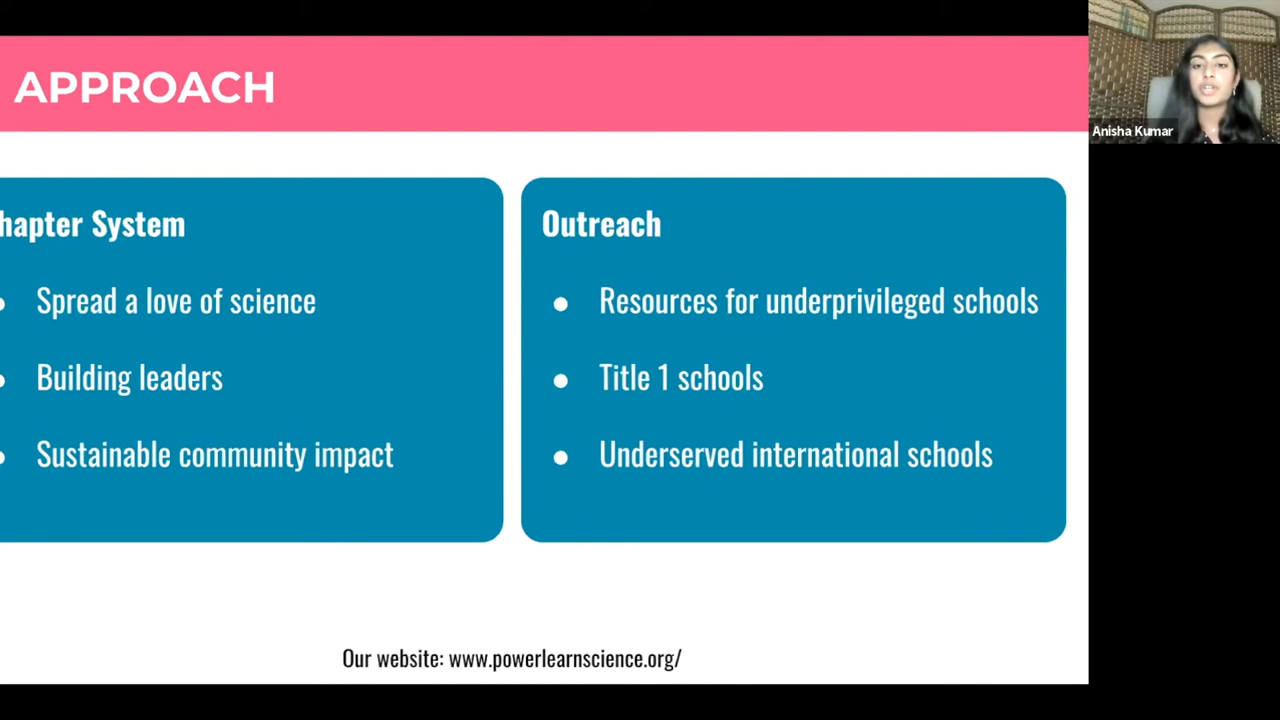 APPROACH
Anisha Kumar
hapter System
Spread a love of science
Building leaders
Sustainable community impact
Outreach
Resources for underprivileged schools
Title 1 schools
Underserved international schools
Our website: www.powerlearnscience.org/